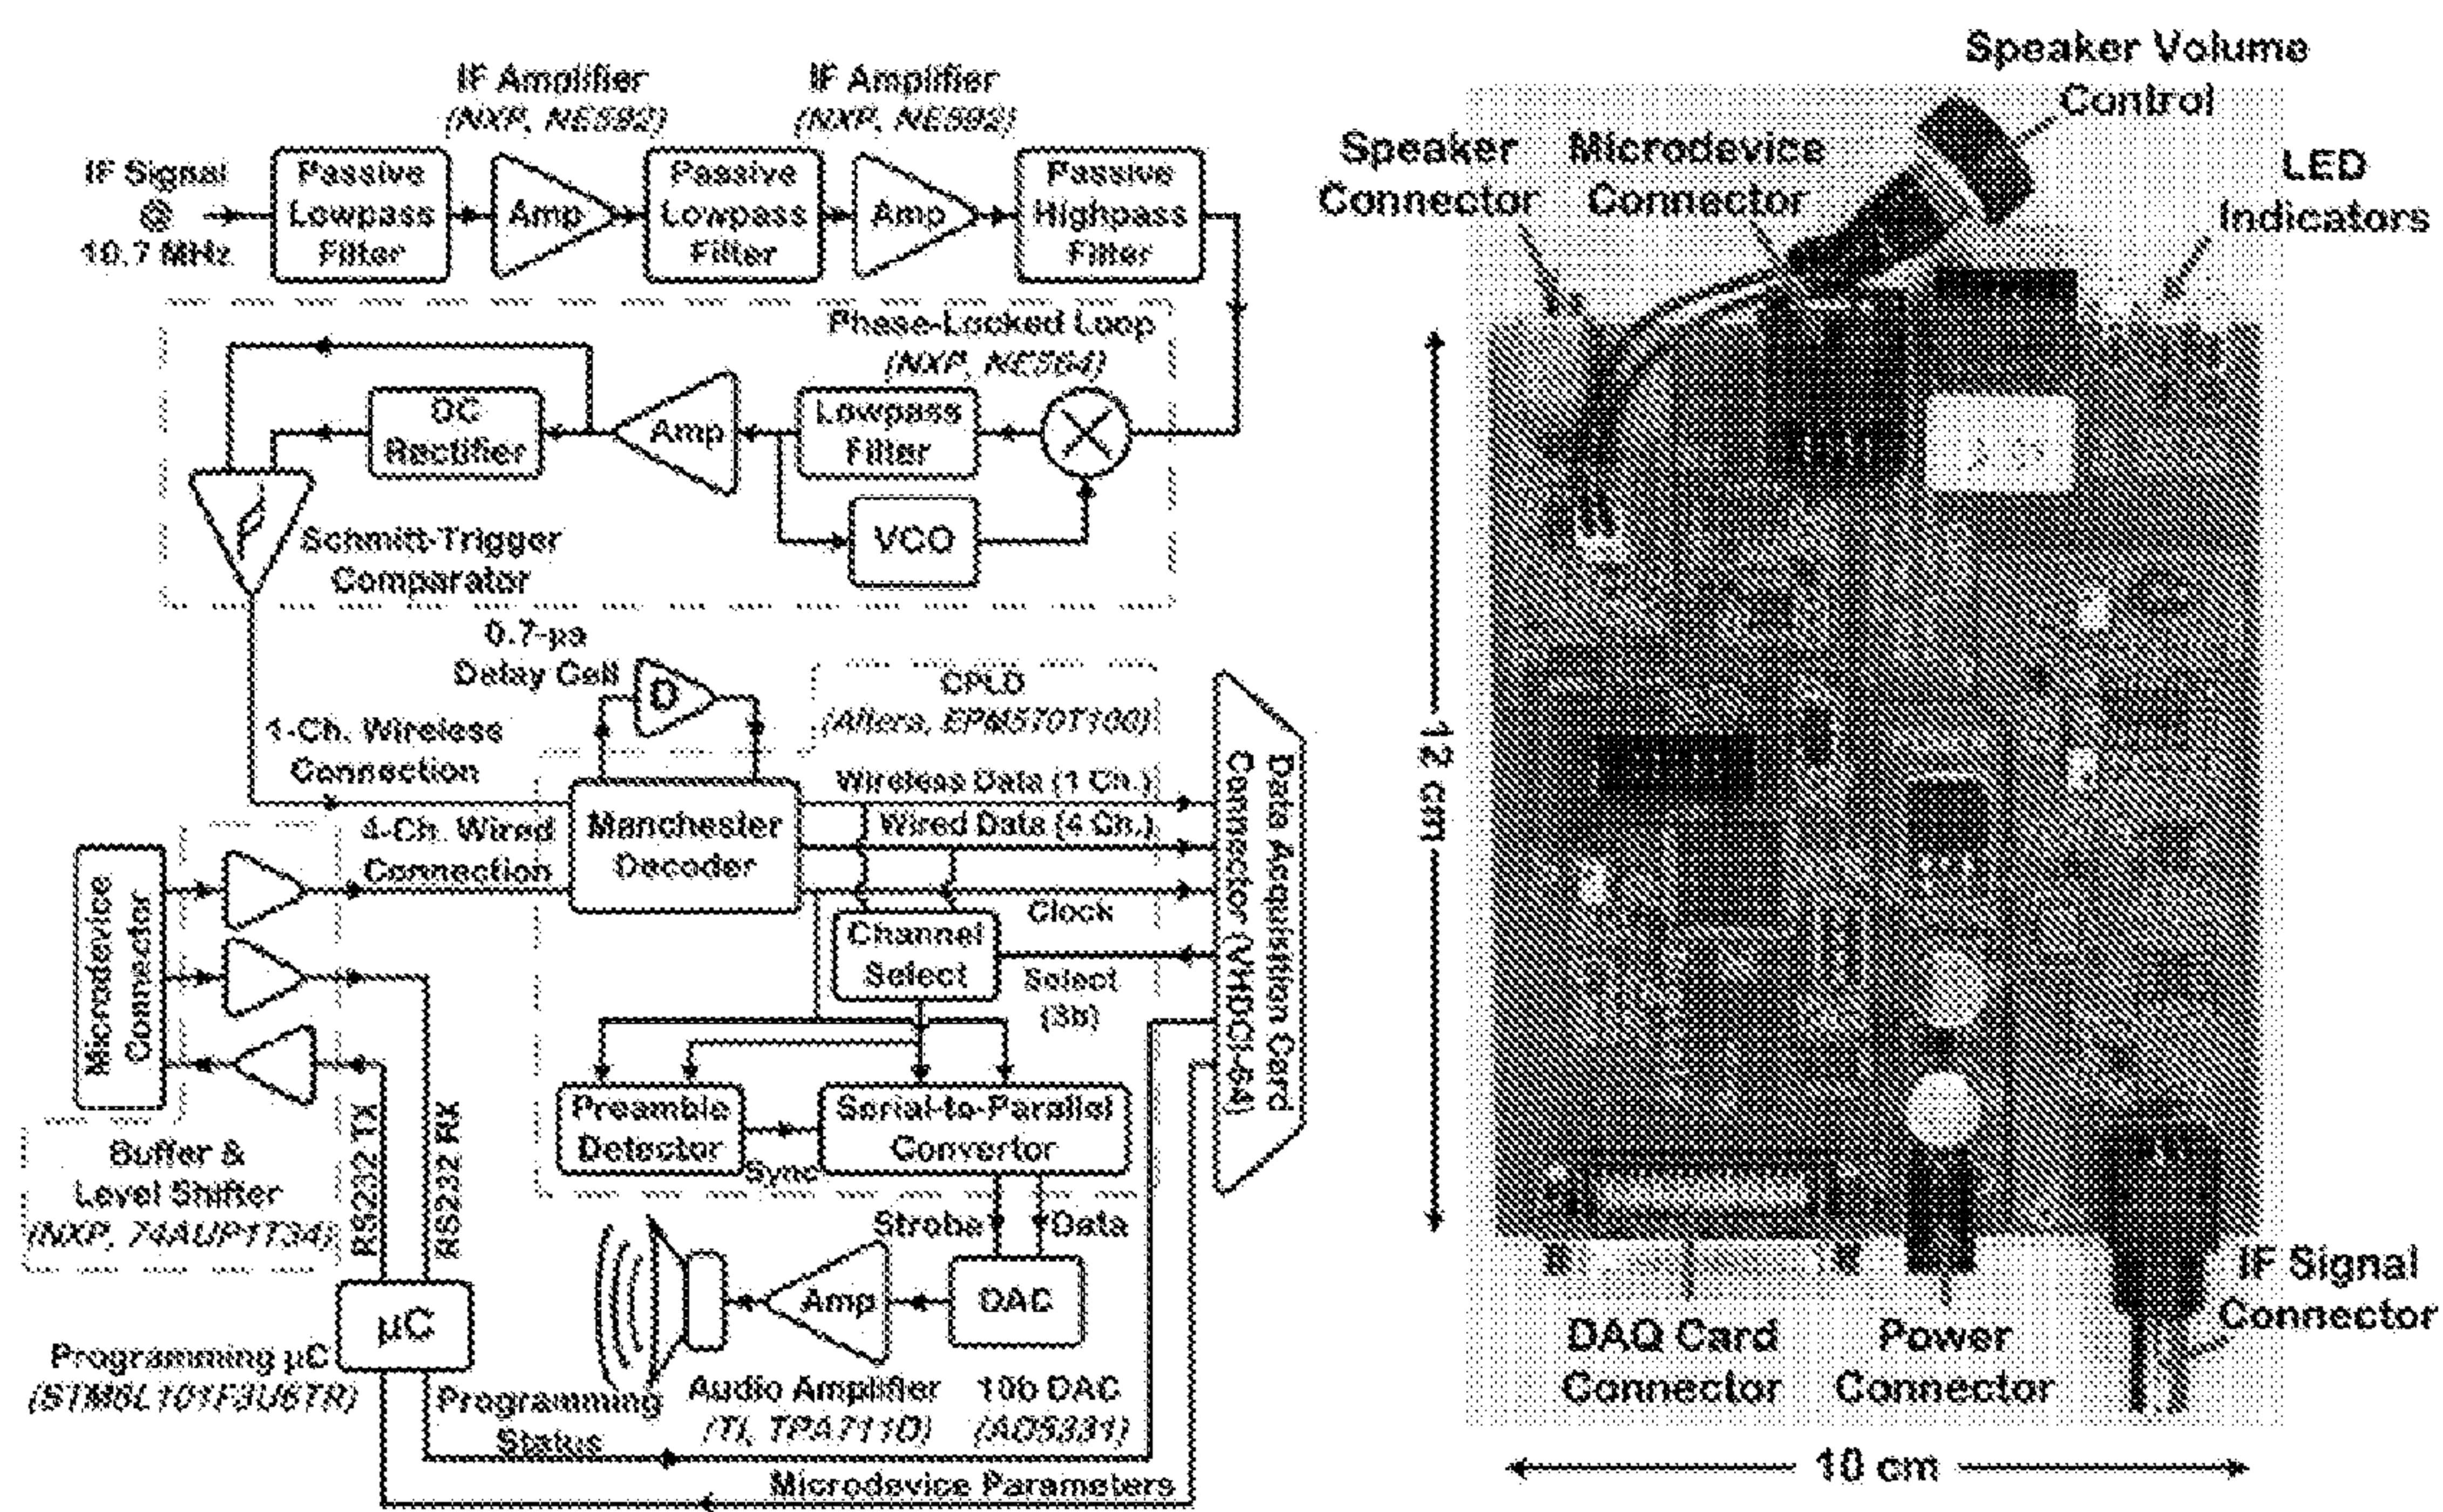 IF Amplifier
(NXP, NE592)
IF Amplifier
(NXP, NE592)
IF Signal
@
10.7 MHz
Passive
Lowpass
Filter
Amp
Passive
Lowpass
Filter
Amp
Passive
Highpass
Filter
Phase-Locked Loop
(NXP, NE564)
DC
Rectifier
Amp
Lowpass
Filter
VCO
Schmitt-Trigger
Comparator
0.7-µs
Delay Cell
D
CPLD
(Altera, EPM570T100)
1-Ch. Wireless
Connection
4-Ch. Wired
Connection
Manchester
Decoder
Wireless Data (1 Ch.)
Wired Data (4 Ch.)
Clock
Channel
Select
Select
(3b)
Data Acquisition Card
Connector (VHDCI-64)
Microdevice
Connector
Preamble
Detector
Sync
Serial-to-Parallel
Convertor
Buffer &
Level Shifter
(NXP, 74AUP1T34)
RS232 TX
RS232 RX
Strobe
Data
Amp
DAC
µC
Programming µC
(STM8L101F3U6TR)
Programming
Status
Audio Amplifier
(TI, TPA711D)
10b DAC
(AD5331)
Microdevice Parameters
Speaker Volume
Control
Speaker
Connector
Microdevice
Connector
LED
Indicators
12 cm
DAQ Card
Connector
Power
Connector
IF Signal
Connector
10 cm